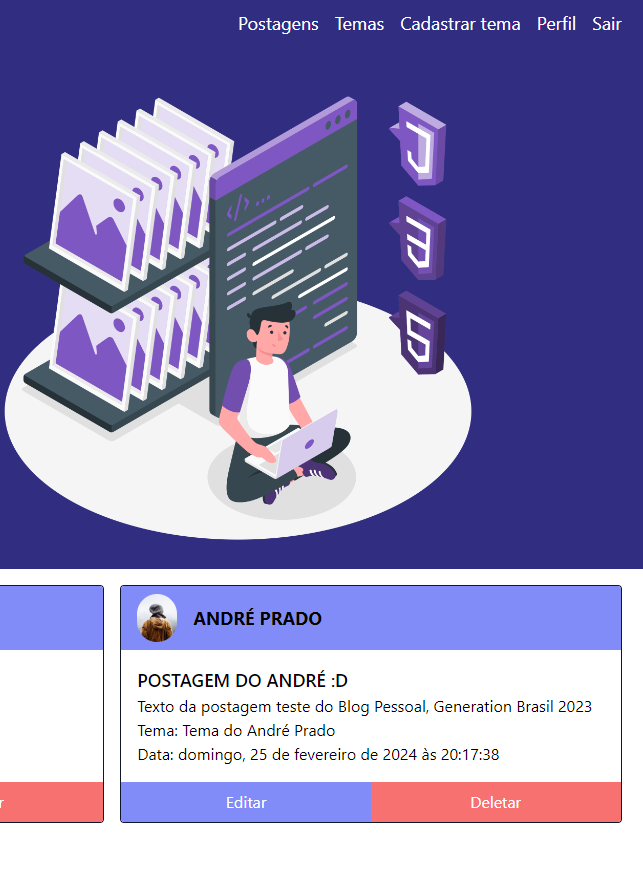 Postagens Temas Cadastrar tema Perfil Sair
</>
J
3
5
ANDRÉ PRADO
POSTAGEM DO ANDRÉ :D
Texto da postagem teste do Blog Pessoal, Generation Brasil 2023
Tema: Tema do André Prado
Data: domingo, 25 de fevereiro de 2024 às 20:17:38
Editar Deletar